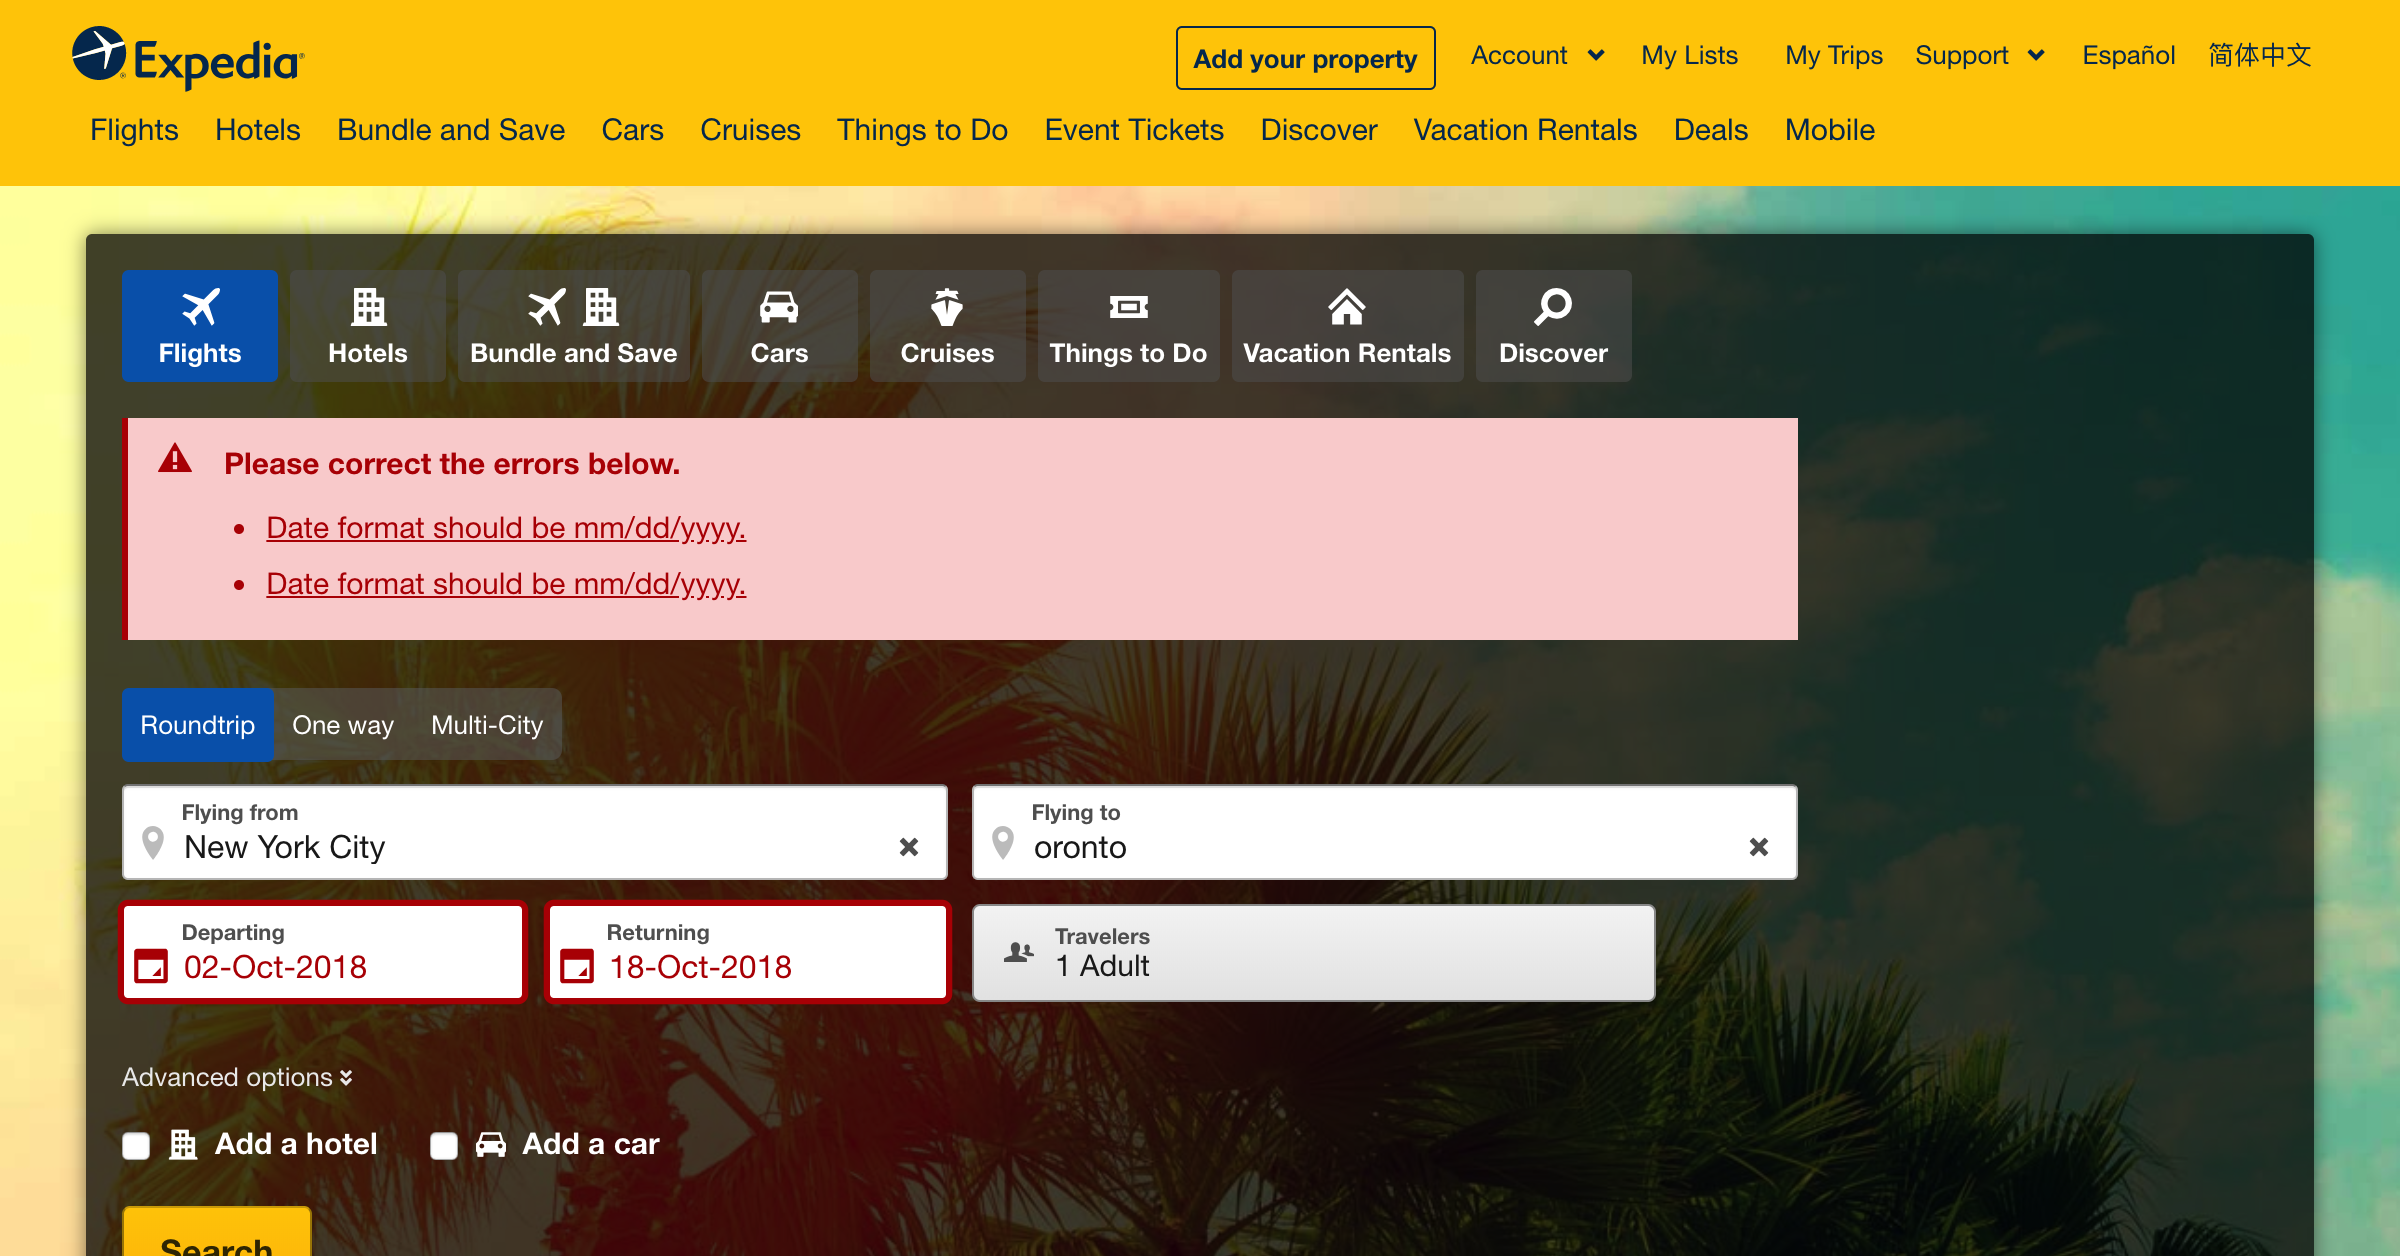 Expedia
Add your property Account My Lists My Trips Support Español 简体中文
Flights Hotels Bundle and Save Cars Cruises Things to Do Event Tickets Discover Vacation Rentals Deals Mobile
Flights Hotels Bundle and Save Cars Cruises Things to Do Vacation Rentals Discover
Please correct the errors below.
• Date format should be mm/dd/yyyy.
• Date format should be mm/dd/yyyy.
Roundtrip One way Multi-City
Flying from
New York City
Flying to
oronto
Departing
02-Oct-2018
Returning
18-Oct-2018
Travelers
1 Adult
Advanced options
Add a hotel Add a car
Search